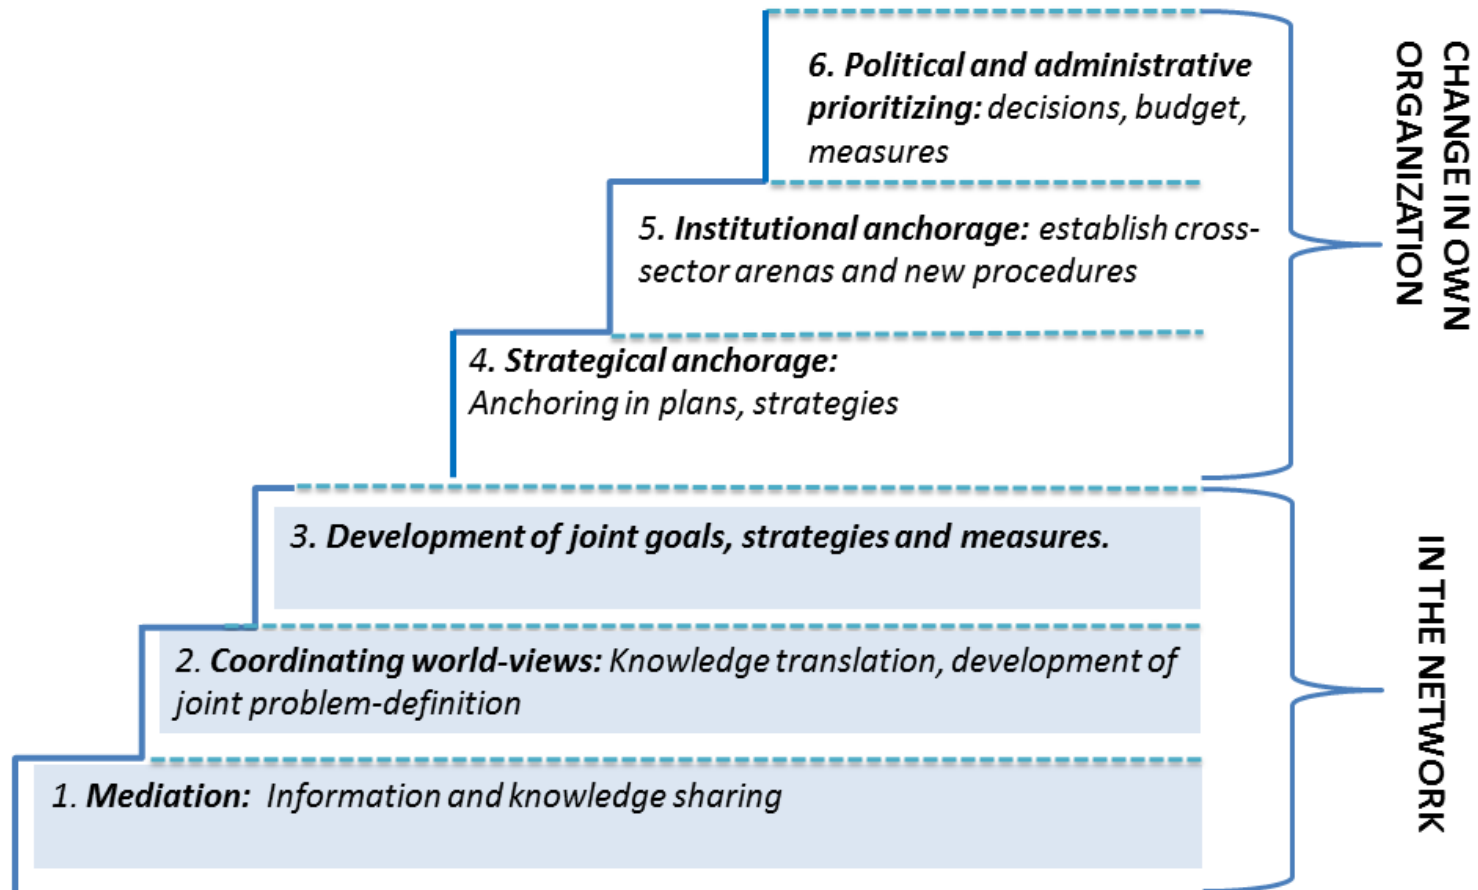 6. Political and administrative
prioritizing: decisions, budget,
measures
5. Institutional anchorage: establish cross-
sector arenas and new procedures
4. Strategical anchorage:
Anchoring in plans, strategies
CHANGE IN OWN
ORGANIZATION
3. Development of joint goals, strategies and measures.
2. Coordinating world-views: Knowledge translation, development of
joint problem-definition
1. Mediation: Information and knowledge sharing
IN THE NETWORK